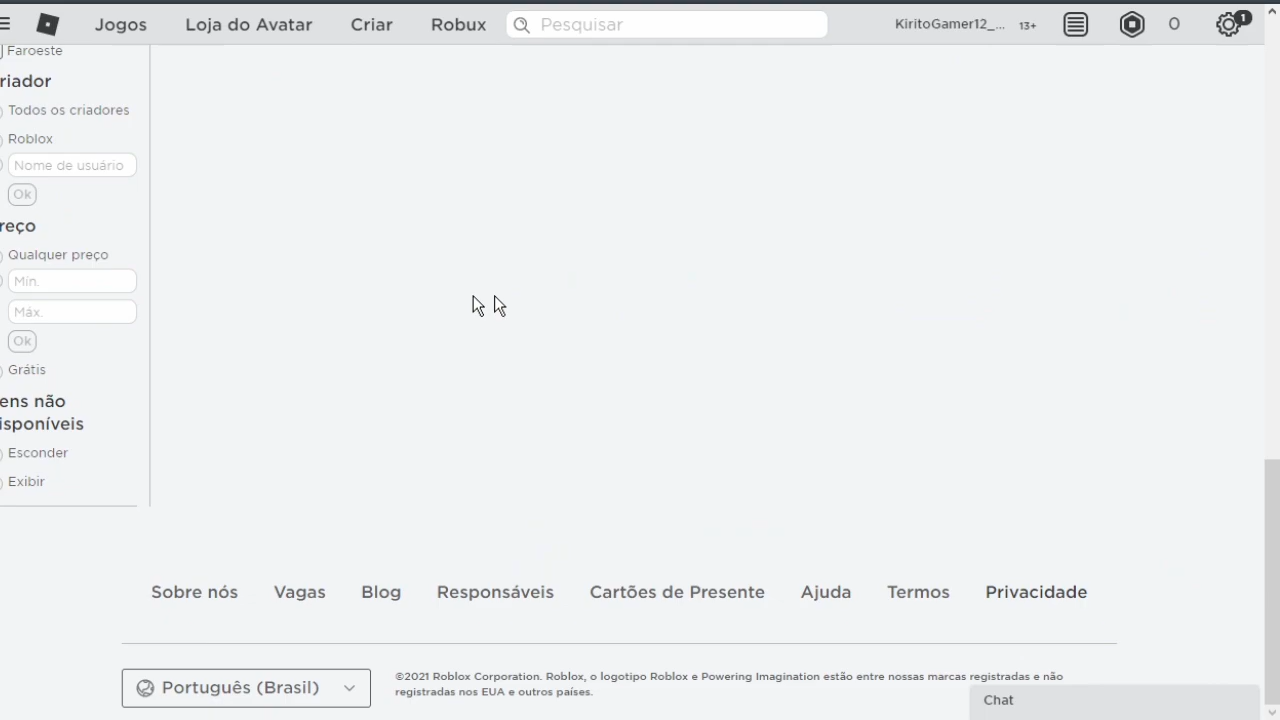 Jogos Loja do Avatar Criar Robux Pesquisar KiritoGamer12_... 13+ 0 1
Faroeste
riador
Todos os criadores
Roblox
Nome de usuário
Ok
reço
Qualquer preço
Mín.
Máx.
Ok
Grátis
ens não
isponíveis
Esconder
Exibir
Sobre nós Vagas Blog Responsáveis Cartões de Presente Ajuda Termos Privacidade
Português (Brasil)
©2021 Roblox Corporation. Roblox, o logotipo Roblox e Powering Imagination estão entre nossas marcas registradas e não
registradas nos EUA e outros países.
Chat